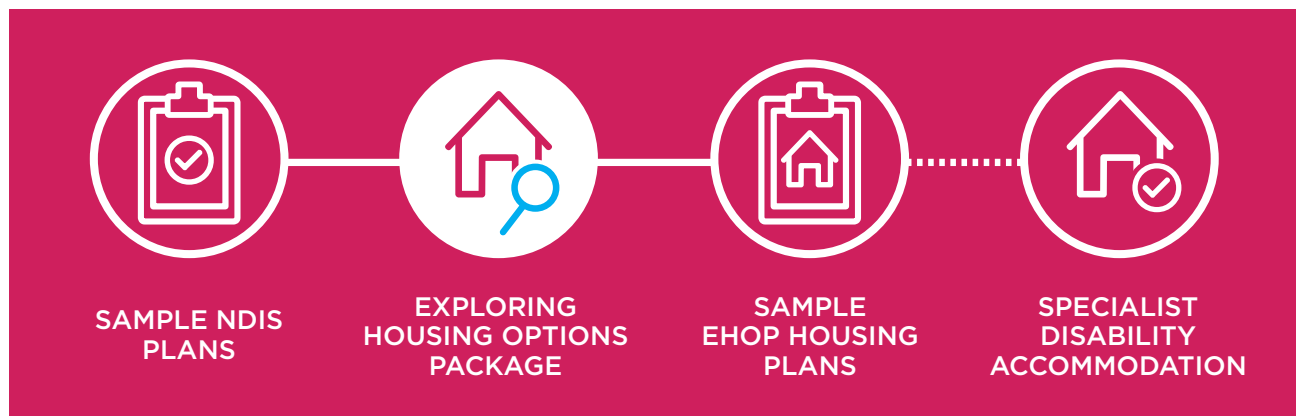 SAMPLE NDIS
PLANS
EXPLORING
HOUSING OPTIONS
PACKAGE
SAMPLE
EHOP HOUSING
PLANS
SPECIALIST
DISABILITY
ACCOMMODATION